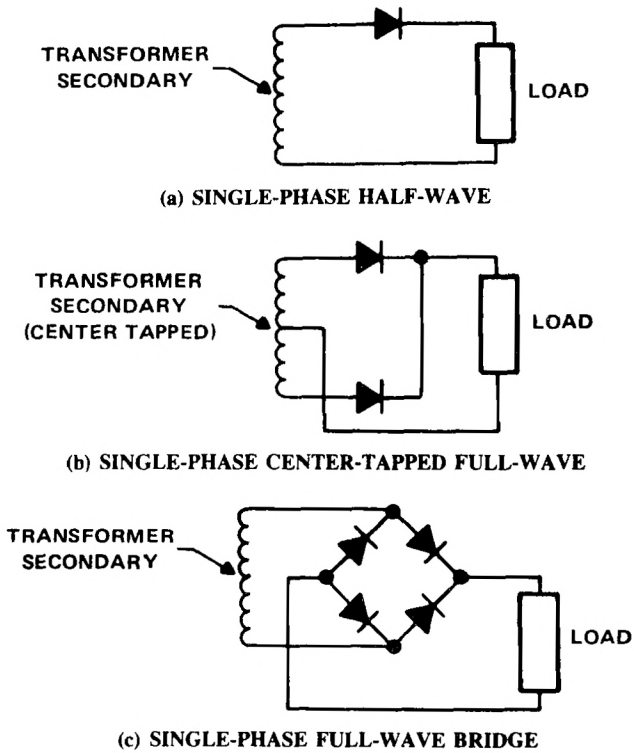 TRANSFORMER
SECONDARY
LOAD
(a) SINGLE-PHASE HALF-WAVE
TRANSFORMER
SECONDARY
(CENTER TAPPED)
LOAD
(b) SINGLE-PHASE CENTER-TAPPED FULL-WAVE
TRANSFORMER
SECONDARY
LOAD
(c) SINGLE-PHASE FULL-WAVE BRIDGE